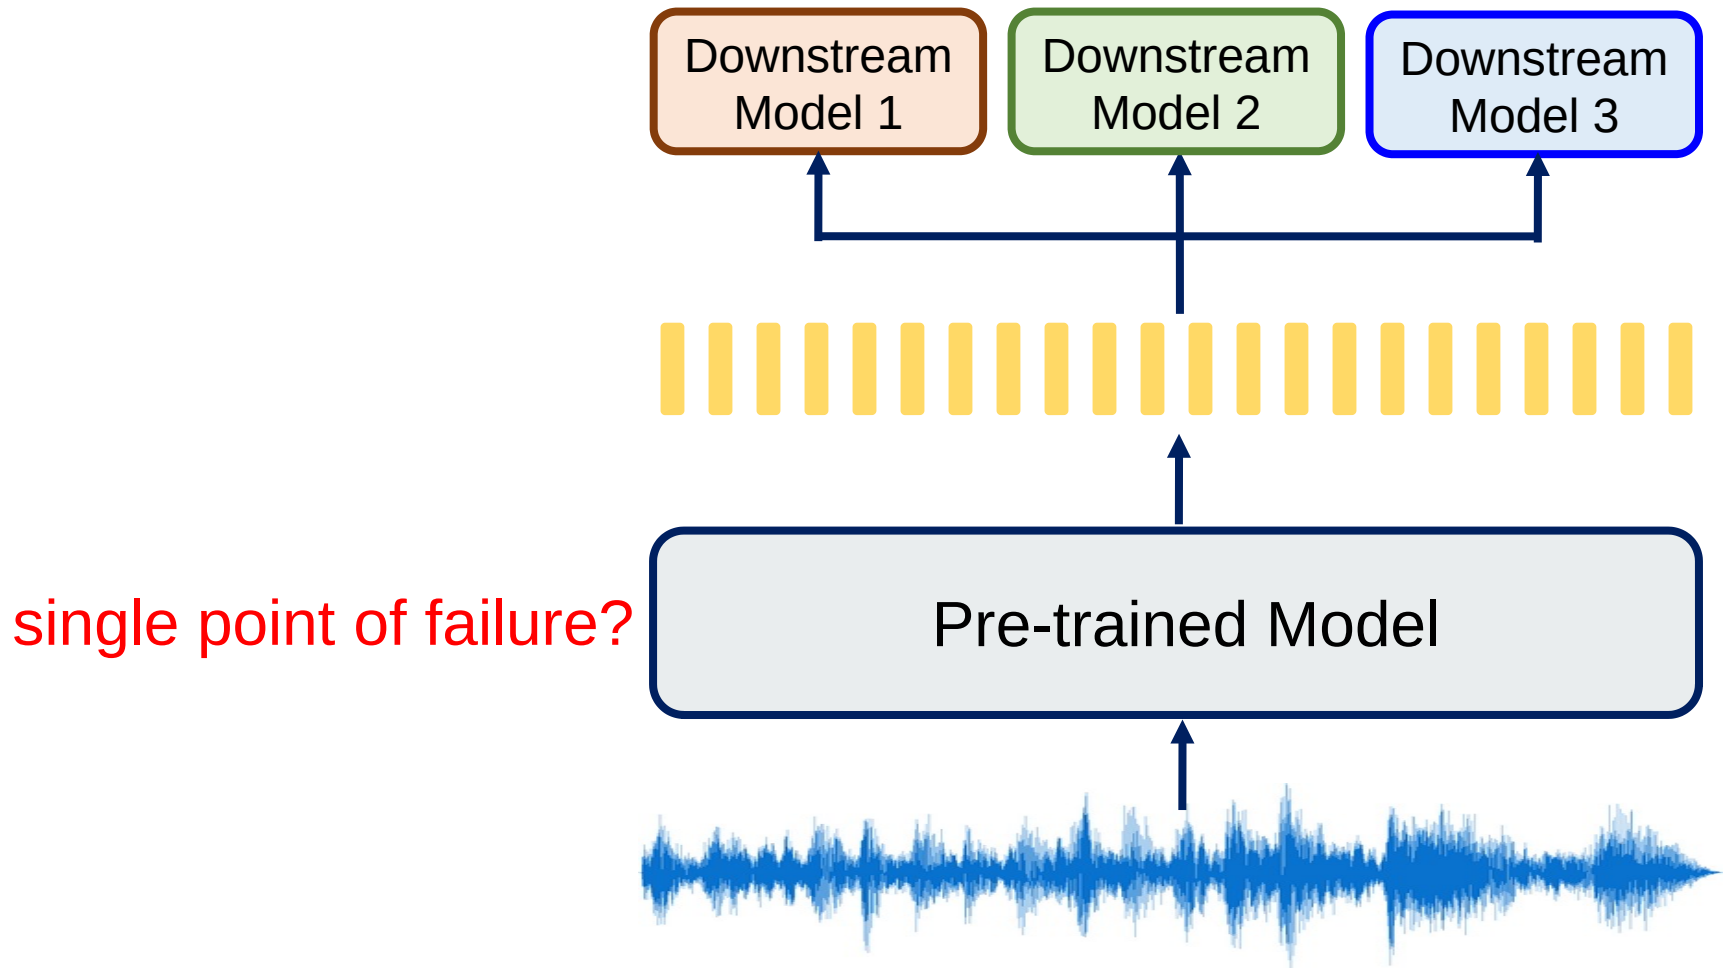 Downstream
Model 1
Downstream
Model 2
Downstream
Model 3
single point of failure?
Pre-trained Model